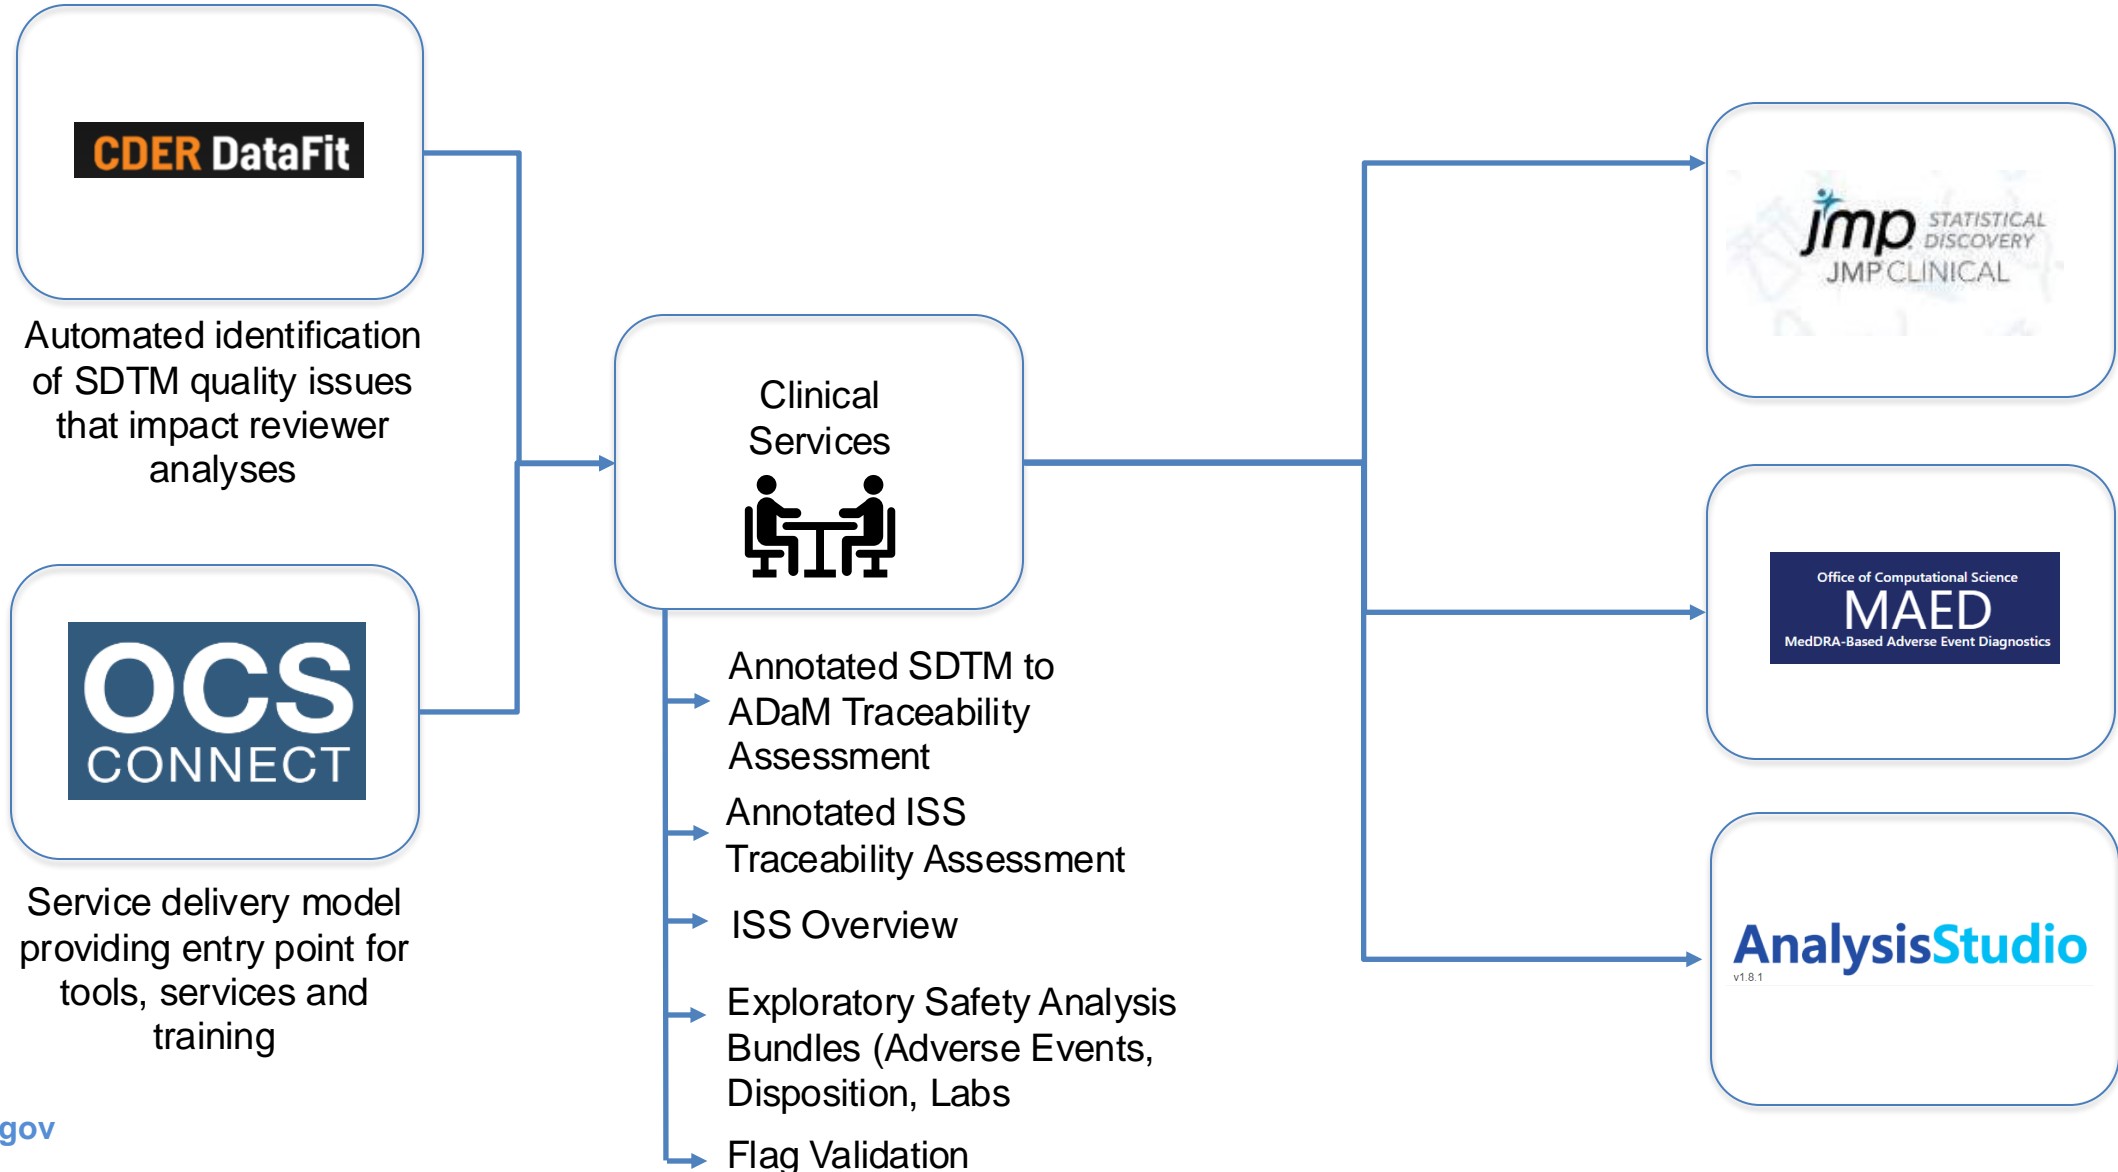 CDER DataFit
Automated identification
of SDTM quality issues
that impact reviewer
analyses
OCS
CONNECT
Service delivery model
providing entry point for
tools, services and
training
gov
Clinical
Services
Annotated SDTM to
ADaM Traceability
Assessment
Annotated ISS
Traceability Assessment
ISS Overview
Exploratory Safety Analysis
Bundles (Adverse Events,
Disposition, Labs
Flag Validation
jmp STATISTICAL
DISCOVERY
JMP CLINICAL
Office of Computational Science
MAED
MedDRA-Based Adverse Event Diagnostics
AnalysisStudio
v1.8.1